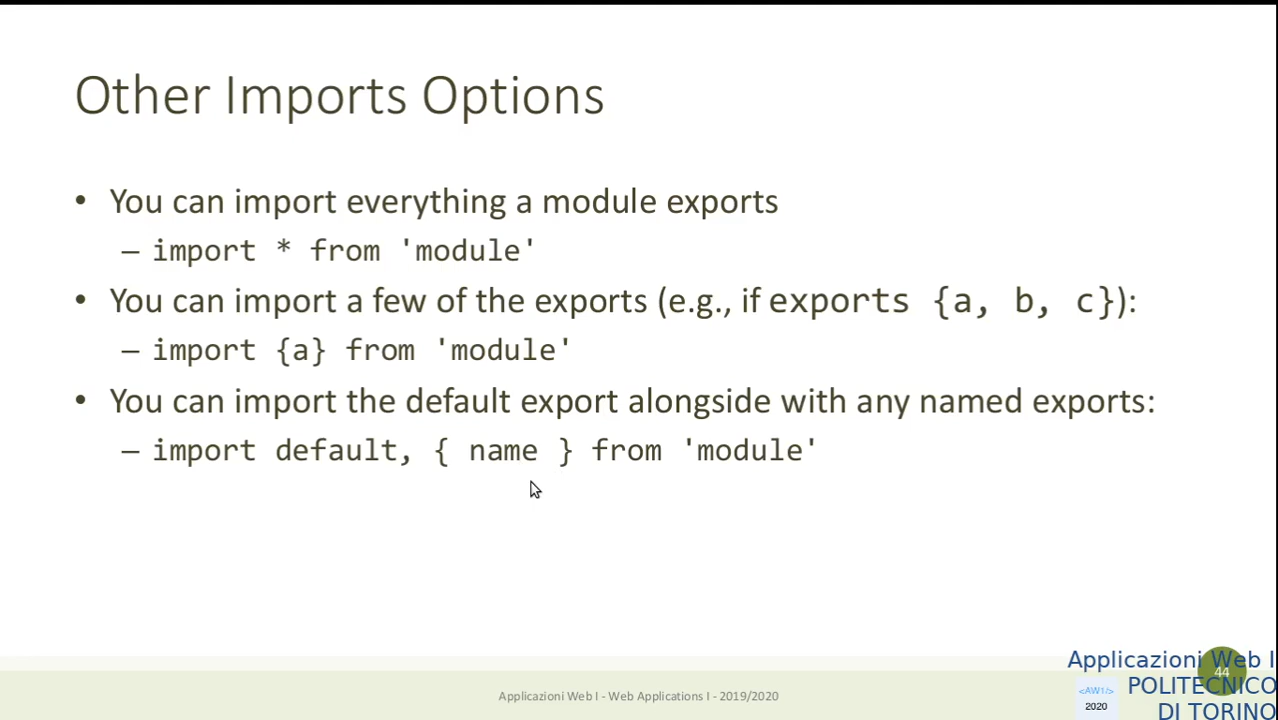 Other Imports Options
• You can import everything a module exports
– import * from 'module'
• You can import a few of the exports (e.g., if exports {a, b, c}):
– import {a} from 'module'
• You can import the default export alongside with any named exports:
– import default, { name } from 'module'
Applicazioni Web I - Web Applications I - 2019/2020
44
Applicazioni Web I
POLITECNICO
DI TORINO
<AW1/>
2020